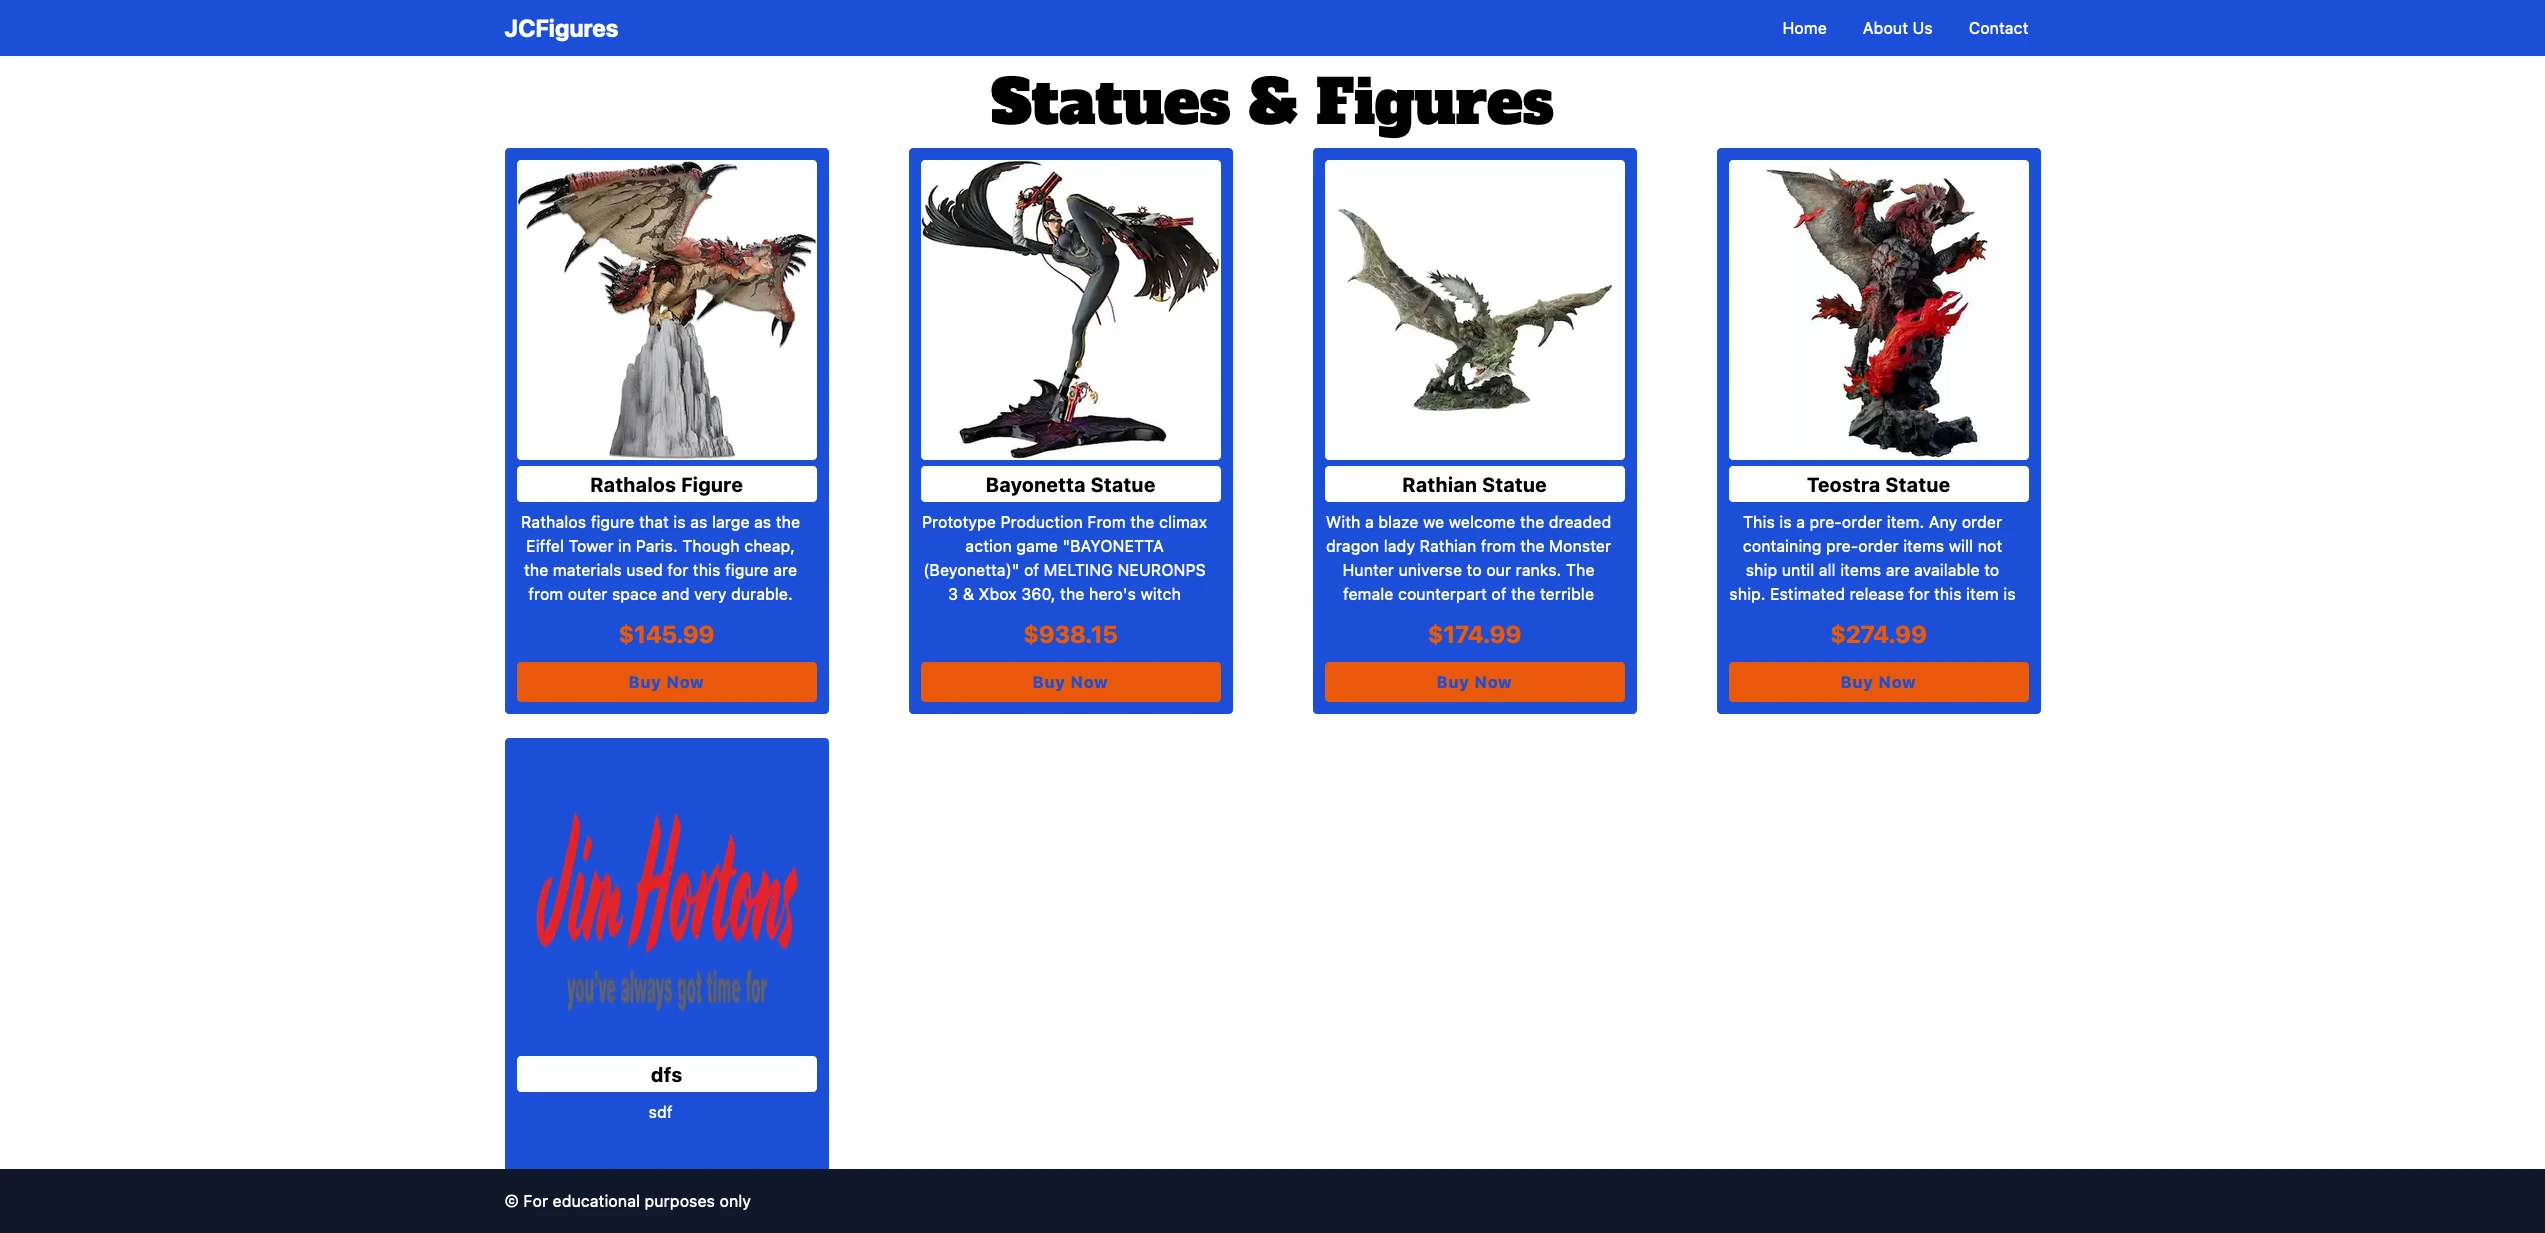 JCFigures
Home
About Us
Contact
Statues & Figures
Rathalos Figure
Rathalos figure that is as large as the
Eiffel Tower in Paris. Though cheap,
the materials used for this figure are
from outer space and very durable.
$145.99
Buy Now
Bayonetta Statue
Prototype Production From the climax
action game "BAYONETTA
(Beyonetta)" of MELTING NEURONPS
3 & Xbox 360, the hero's witch
$938.15
Buy Now
Rathian Statue
With a blaze we welcome the dreaded
dragon lady Rathian from the Monster
Hunter universe to our ranks. The
female counterpart of the terrible
$174.99
Buy Now
Teostra Statue
This is a pre-order item. Any order
containing pre-order items will not
ship until all items are available to
ship. Estimated release for this item is
$274.99
Buy Now
Jim Hortons
you've always got time for
dfs
sdf
© For educational purposes only